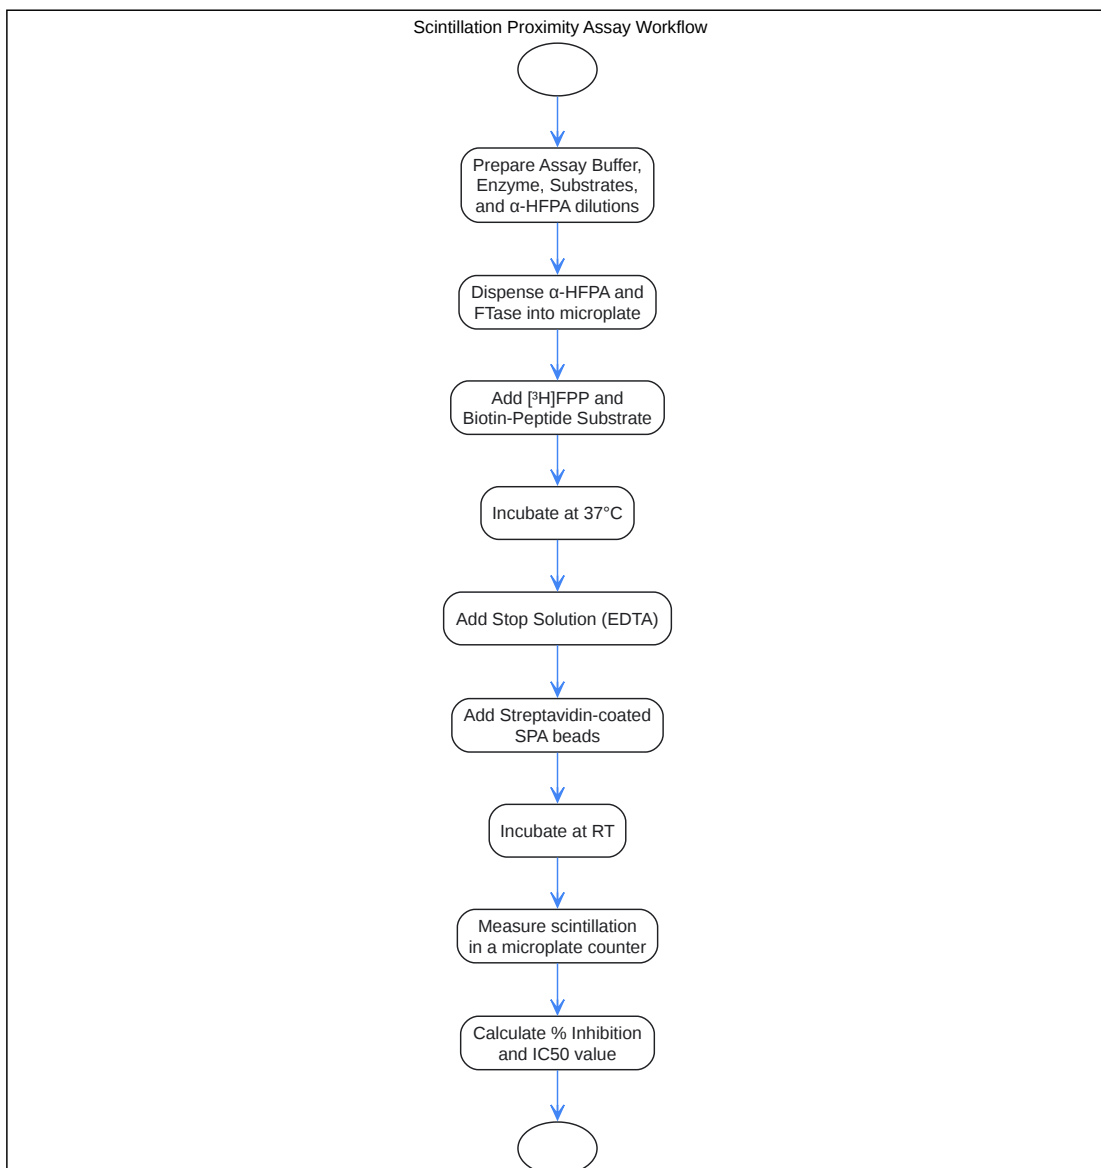 Scintillation Proximity Assay Workflow
Prepare Assay Buffer,
Enzyme, Substrates,
and α-HFPA dilutions
Dispense α-HFPA and
FTase into microplate
Add [³H]FPP and
Biotin-Peptide Substrate
Incubate at 37°C
Add Stop Solution (EDTA)
Add Streptavidin-coated
SPA beads
Incubate at RT
Measure scintillation
in a microplate counter
Calculate % Inhibition
and IC50 value